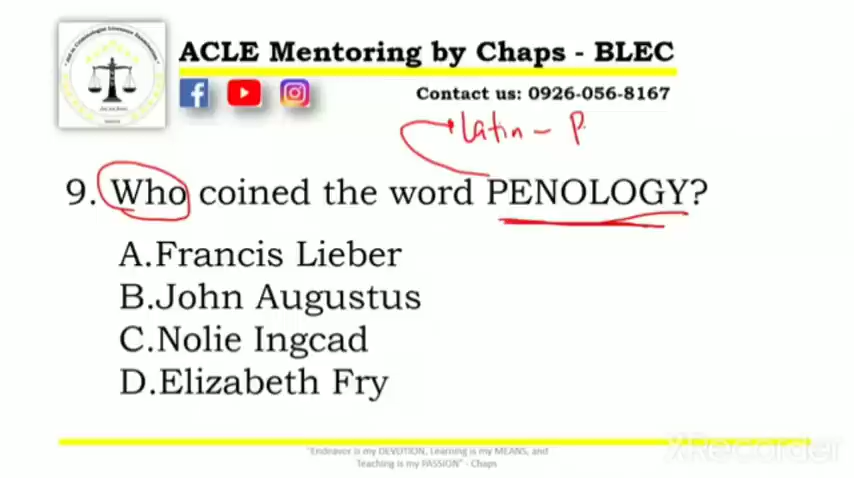 ACLE Mentoring by Chaps - BLEC
Contact us: 0926-056-8167
Latin - P
9. Who coined the word PENOLOGY?
A.Francis Lieber
B.John Augustus
C.Nolie Ingcad
D.Elizabeth Fry
"Endeavor is my DEVOTION, Learning is my MEANS, and
Teaching is my PASSION" - Chaps
XRecorder